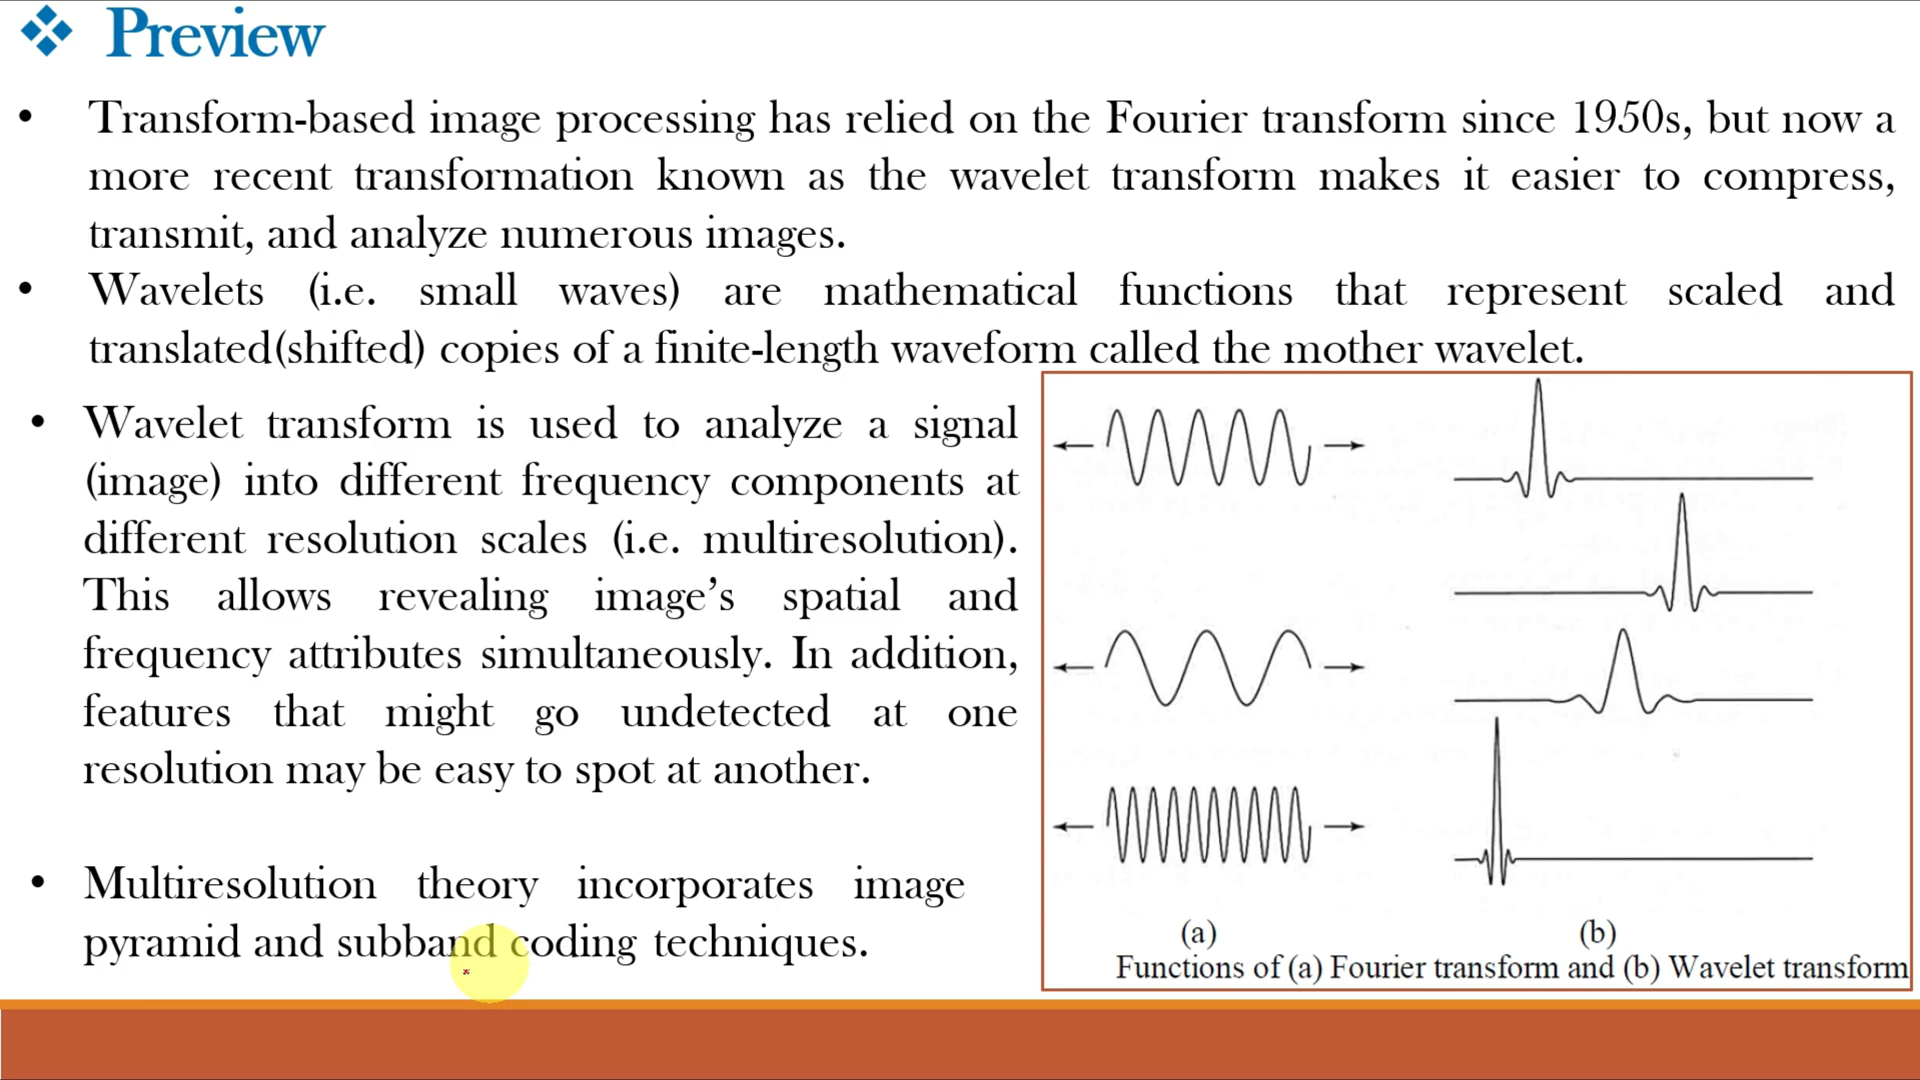 Preview
• Transform-based image processing has relied on the Fourier transform since 1950s, but now a
more recent transformation known as the wavelet transform makes it easier to compress,
transmit, and analyze numerous images.
• Wavelets (i.e. small waves) are mathematical functions that represent scaled and
translated(shifted) copies of a finite-length waveform called the mother wavelet.
• Wavelet transform is used to analyze a signal
(image) into different frequency components at
different resolution scales (i.e. multiresolution).
This allows revealing image’s spatial and
frequency attributes simultaneously. In addition,
features that might go undetected at one
resolution may be easy to spot at another.
• Multiresolution theory incorporates image
pyramid and subband coding techniques.
(a) (b)
Functions of (a) Fourier transform and (b) Wavelet transform